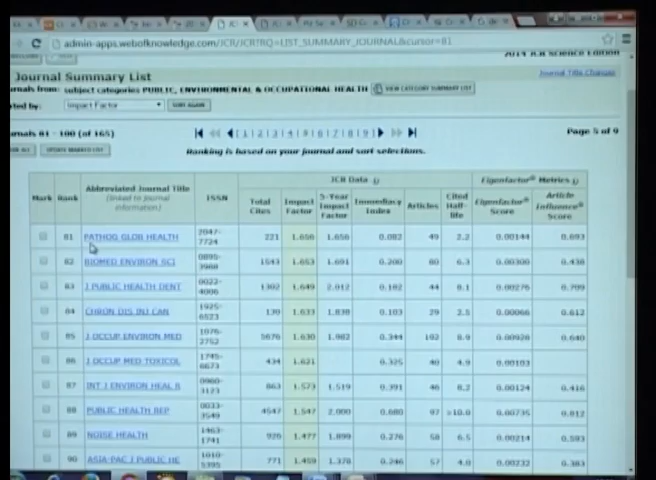 admin-apps.webofknowledge.com/JCR/JCR?RQ=LIST_SUMMARY_JOURNAL&cursor=81
Journal Summary List
Journal Title Changes
subject categories PUBLIC, ENVIRONMENTAL & OCCUPATIONAL HEALTH VIEW CATEGORY SUMMARY LIST
Impact Factor SORT AGAIN
81 - 100 (of 165)
Page 5 of 9
UPDATE MARKED LIST
Ranking is based on your journal and sort selections.
Mark Rank Abbreviated Journal Title (linked to journal information) ISSN JCR Data Eigenfactor® Metrics
Total Cites Impact Factor 5-Year Impact Factor Immediacy Index Articles Cited Half-life Eigenfactor® Score Article Influence® Score
81 PATHOG GLOB HEALTH 2047-7724 221 1.656 1.656 0.082 49 2.2 0.00144 0.693
82 BIOMED ENVIRON SCI 0895-3988 1543 1.653 1.691 0.200 80 6.3 0.00300 0.438
83 J PUBLIC HEALTH DENT 0022-4006 1302 1.649 2.012 0.182 44 8.1 0.00276 0.709
84 CHRON DIS INJ CAN 1925-6523 130 1.633 1.838 0.103 29 2.5 0.00066 0.612
85 J OCCUP ENVIRON MED 1076-2752 5676 1.630 1.982 0.344 8.9 0.00928 0.640
86 J OCCUP MED TOXICOL 1745-6673 434 1.621 0.325 40 4.9 0.00103
87 INT J ENVIRON HEAL R 0960-3123 863 1.573 1.519 0.391 46 8.2 0.00124 0.416
88 PUBLIC HEALTH REP 0033-3549 4547 1.547 2.000 0.680 97 >10.0 0.00735 0.812
89 NOISE HEALTH 1463-1741 926 1.477 1.899 0.276 58 6.5 0.00214 0.593
90 ASIA-PAC J PUBLIC HE 1010-5395 771 1.459 1.378 0.246 57 4.0 0.00232 0.383